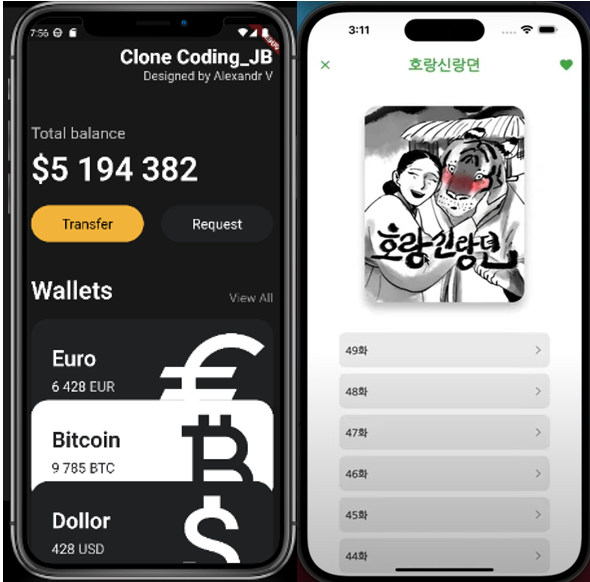 7:56
Clone Coding_JB
Designed by Alexandr V
Total balance
$5 194 382
Transfer
Request
Wallets
View All
Euro
6 428 EUR
€
Bitcoin
9 785 BTC
Dollor
428 USD
$
3:11
호랑신랑뎐
호랑신랑뎐
49화
48화
47화
46화
45화
44화